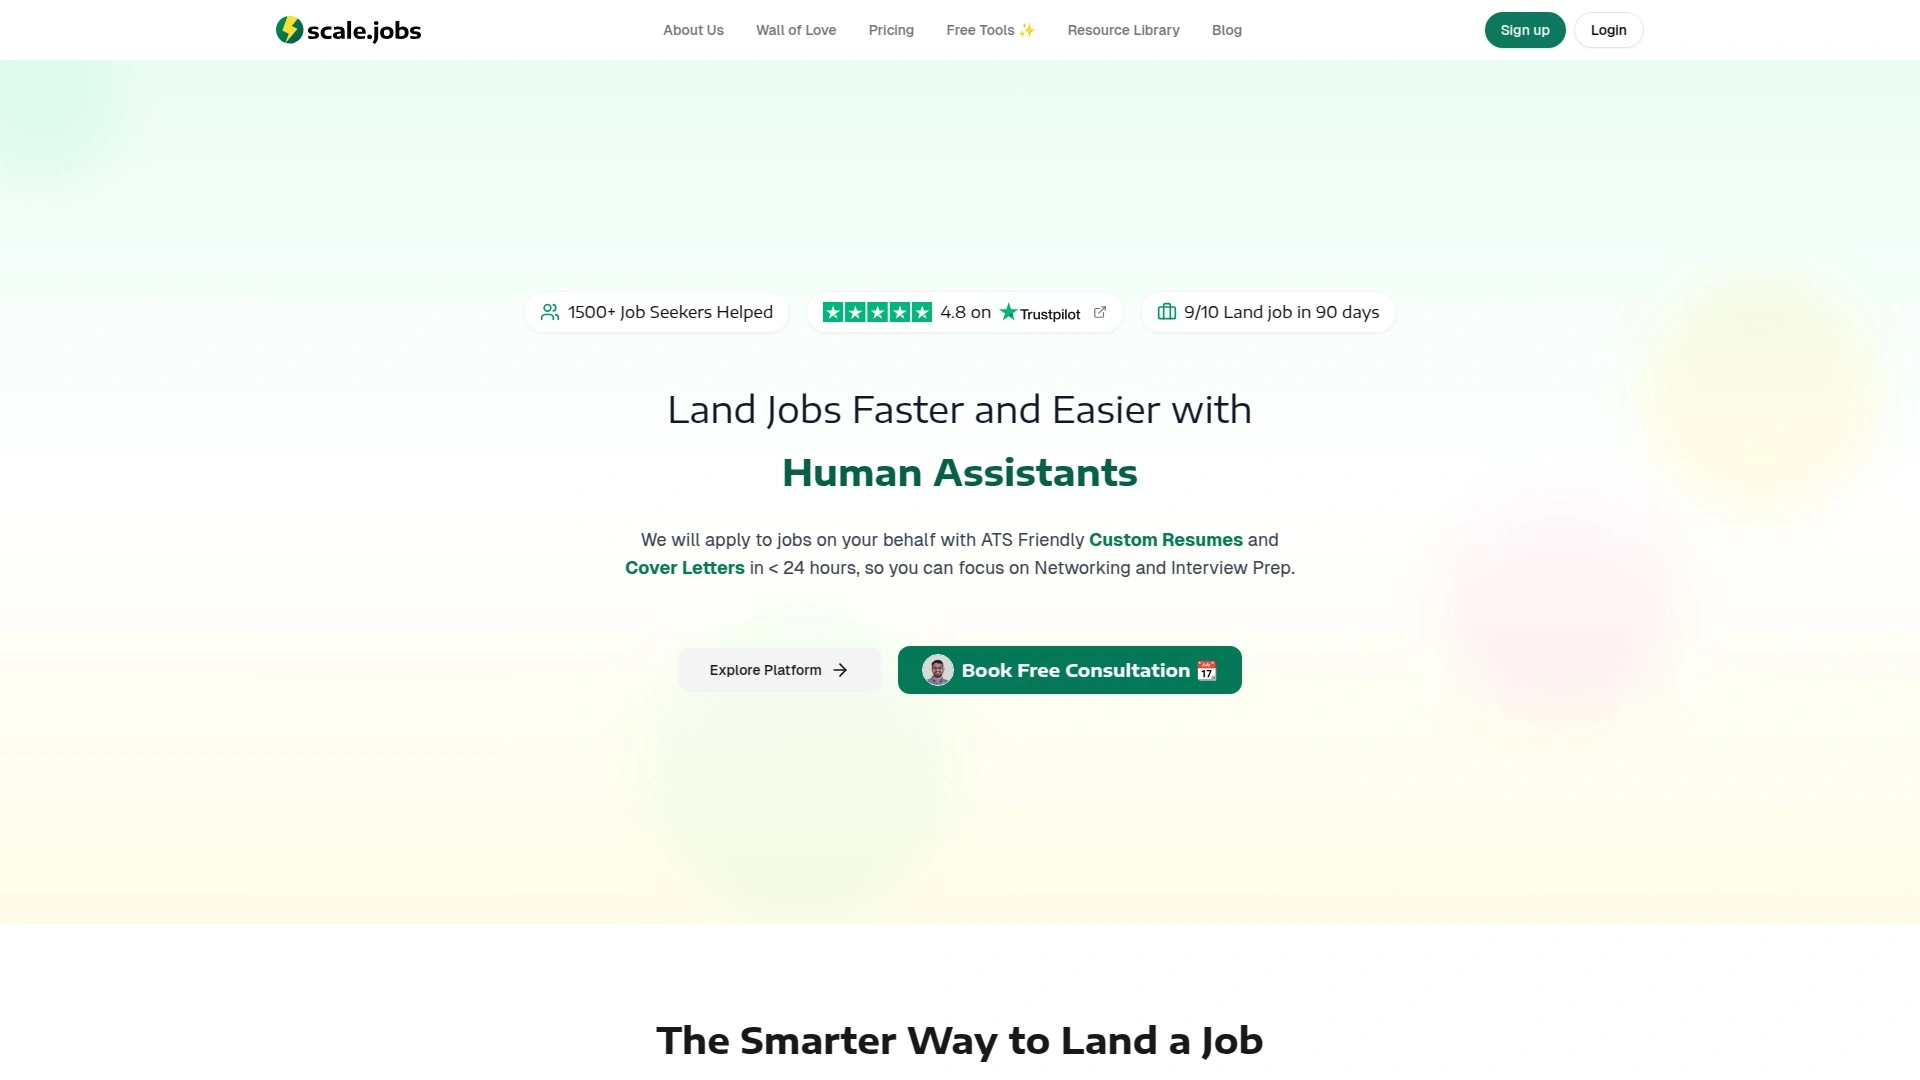 scale.jobs
About Us
Wall of Love
Pricing
Free Tools ✨
Resource Library
Blog
Sign up
Login
1500+ Job Seekers Helped
4.8 on Trustpilot
9/10 Land job in 90 days
Land Jobs Faster and Easier with
Human Assistants
We will apply to jobs on your behalf with ATS Friendly Custom Resumes and
Cover Letters in < 24 hours, so you can focus on Networking and Interview Prep.
Explore Platform
Book Free Consultation 📆
The Smarter Way to Land a Job